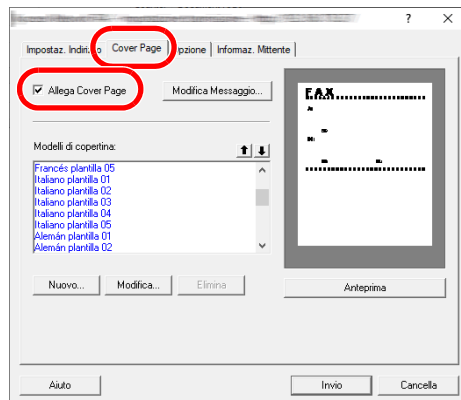 ?
Impostaz. Cover Page Informaz. Mittente
Allega Cover Page Modifica Messaggio...
FAX
Modelli di copertina:
Francés plantilla 05
Italiano plantilla 01
Italiano plantilla 02
Italiano plantilla 03
Italiano plantilla 04
Italiano plantilla 05
Alemán plantilla 01
Alemán plantilla 02
Nuovo... Modifica... Elimina Anteprima
Aiuto Invio Cancella